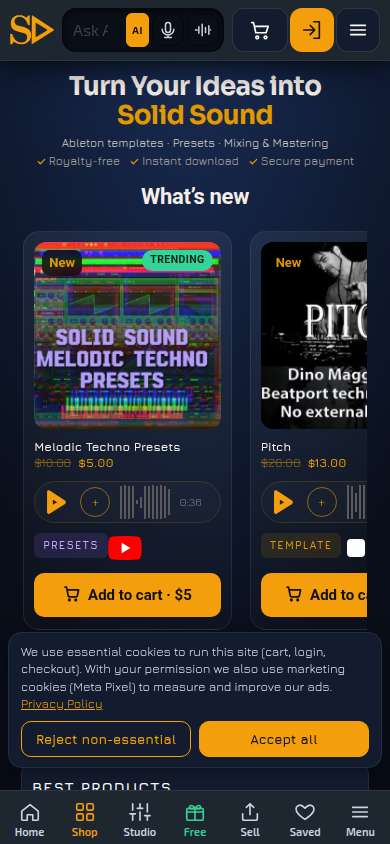 SD
Ask A
AI
Turn Your Ideas into
Solid Sound
Ableton templates · Presets · Mixing & Mastering
✓ Royalty-free ✓ Instant download ✓ Secure payment
What's new
New
TRENDING
SOLID SOUND
MELODIC TECHNO
PRESETS
Melodic Techno Presets
$10.00 $5.00
0:36
PRESETS
Add to cart · $5
New
PITC
Dino Magg
Beatport techn
No external
Pitch
$26.00 $13.00
TEMPLATE
Add to ca
We use essential cookies to run this site (cart, login,
checkout). With your permission we also use marketing
cookies (Meta Pixel) to measure and improve our ads.
Privacy Policy
Reject non-essential
Accept all
BEST PRODUCTS
Home
Shop
Studio
Free
Sell
Saved
Menu